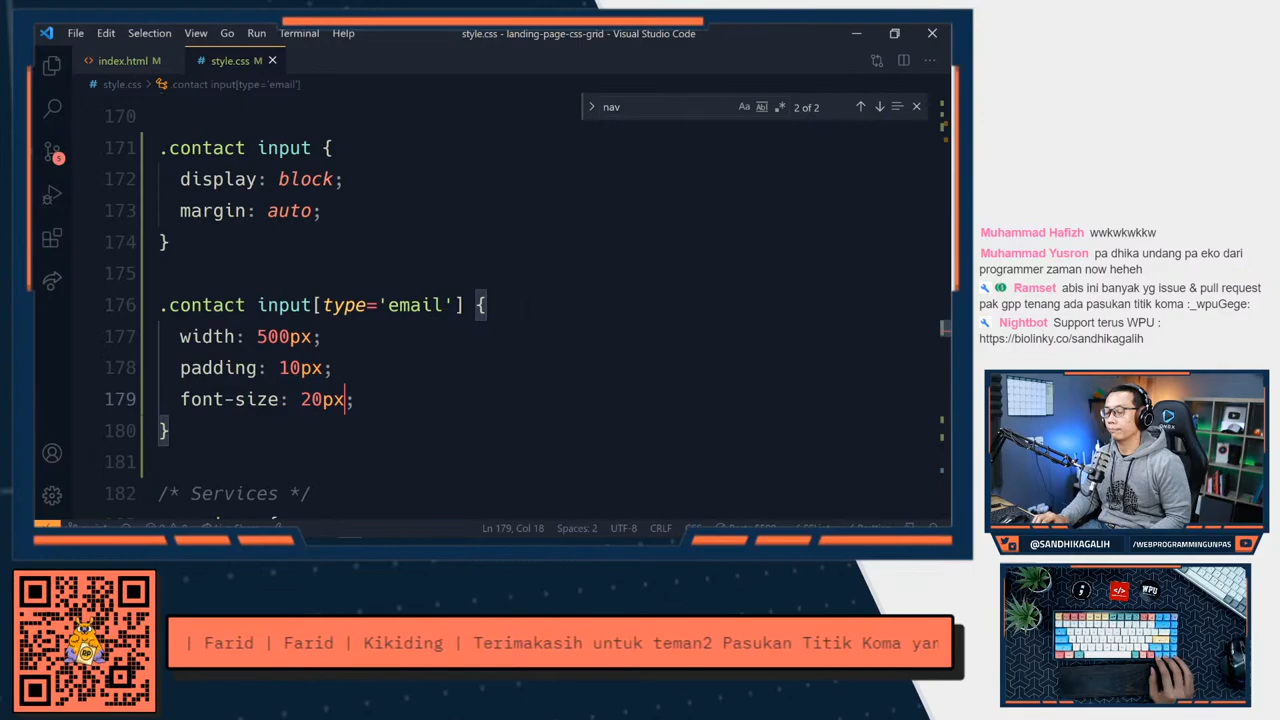 File Edit Selection View Go Run Terminal Help
style.css - landing-page-css-grid - Visual Studio Code
index.html M
style.css M
style.css > .contact input[type='email']
nav
Aa Abl .* 2 of 2
5
170
171 .contact input {
172 display: block;
173 margin: auto;
174 }
175
176 .contact input[type='email'] {
177 width: 500px;
178 padding: 10px;
179 font-size: 20px;
180 }
181
182 /* Services */
Ln 179, Col 18 Spaces: 2 UTF-8 CRLF
Muhammad Hafizh wwkwkwkkw
Muhammad Yusron pa dhika undang pa eko dari
programmer zaman now heheh
Ramset abis ini banyak yg issue & pull request
pak gpp tenang ada pasukan titik koma :_wpuGege:
Nightbot Support terus WPU :
https://biolinky.co/sandhikagalih
@SANDHIKAGALIH /WEBPROGRAMMINGUNPAS
; </> WPU
| Farid | Farid | Kikiding | Terimakasih untuk teman2 Pasukan Titik Koma yan